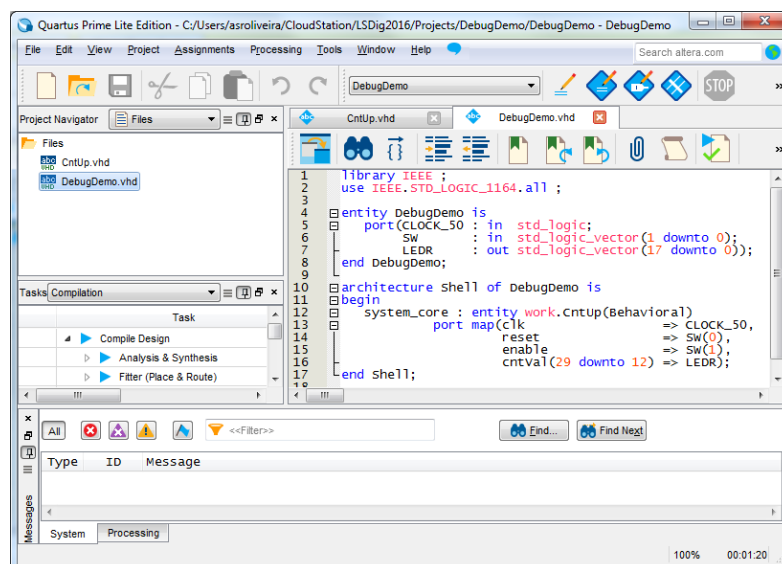 Quartus Prime Lite Edition - C:/Users/asroliveira/CloudStation/LSDig2016/Projects/DebugDemo/DebugDemo - DebugDemo
File Edit View Project Assignments Processing Tools Window Help
Search altera.com
DebugDemo
STOP
»
Project Navigator Files
CntUp.vhd
DebugDemo.vhd
Files
abc VHD CntUp.vhd
abc VHD DebugDemo.vhd
»
1 library IEEE ;
2 use IEEE.STD_LOGIC_1164.all ;
3
4 entity DebugDemo is
5 port(CLOCK_50 : in std_logic;
6 SW : in std_logic_vector(1 downto 0);
7 LEDR : out std_logic_vector(17 downto 0));
8 end DebugDemo;
9
10 architecture Shell of DebugDemo is
11 begin
12 system_core : entity work.CntUp(Behavioral)
13 port map(clk => CLOCK_50,
14 reset => SW(0),
15 enable => SW(1),
16 cntVal(29 downto 12) => LEDR);
17 end Shell;
18
Tasks Compilation
Task
Compile Design
Analysis & Synthesis
Fitter (Place & Route)
All
<<Filter>>
Find...
Find Next
Type ID Message
Messages
System Processing
100% 00:01:20